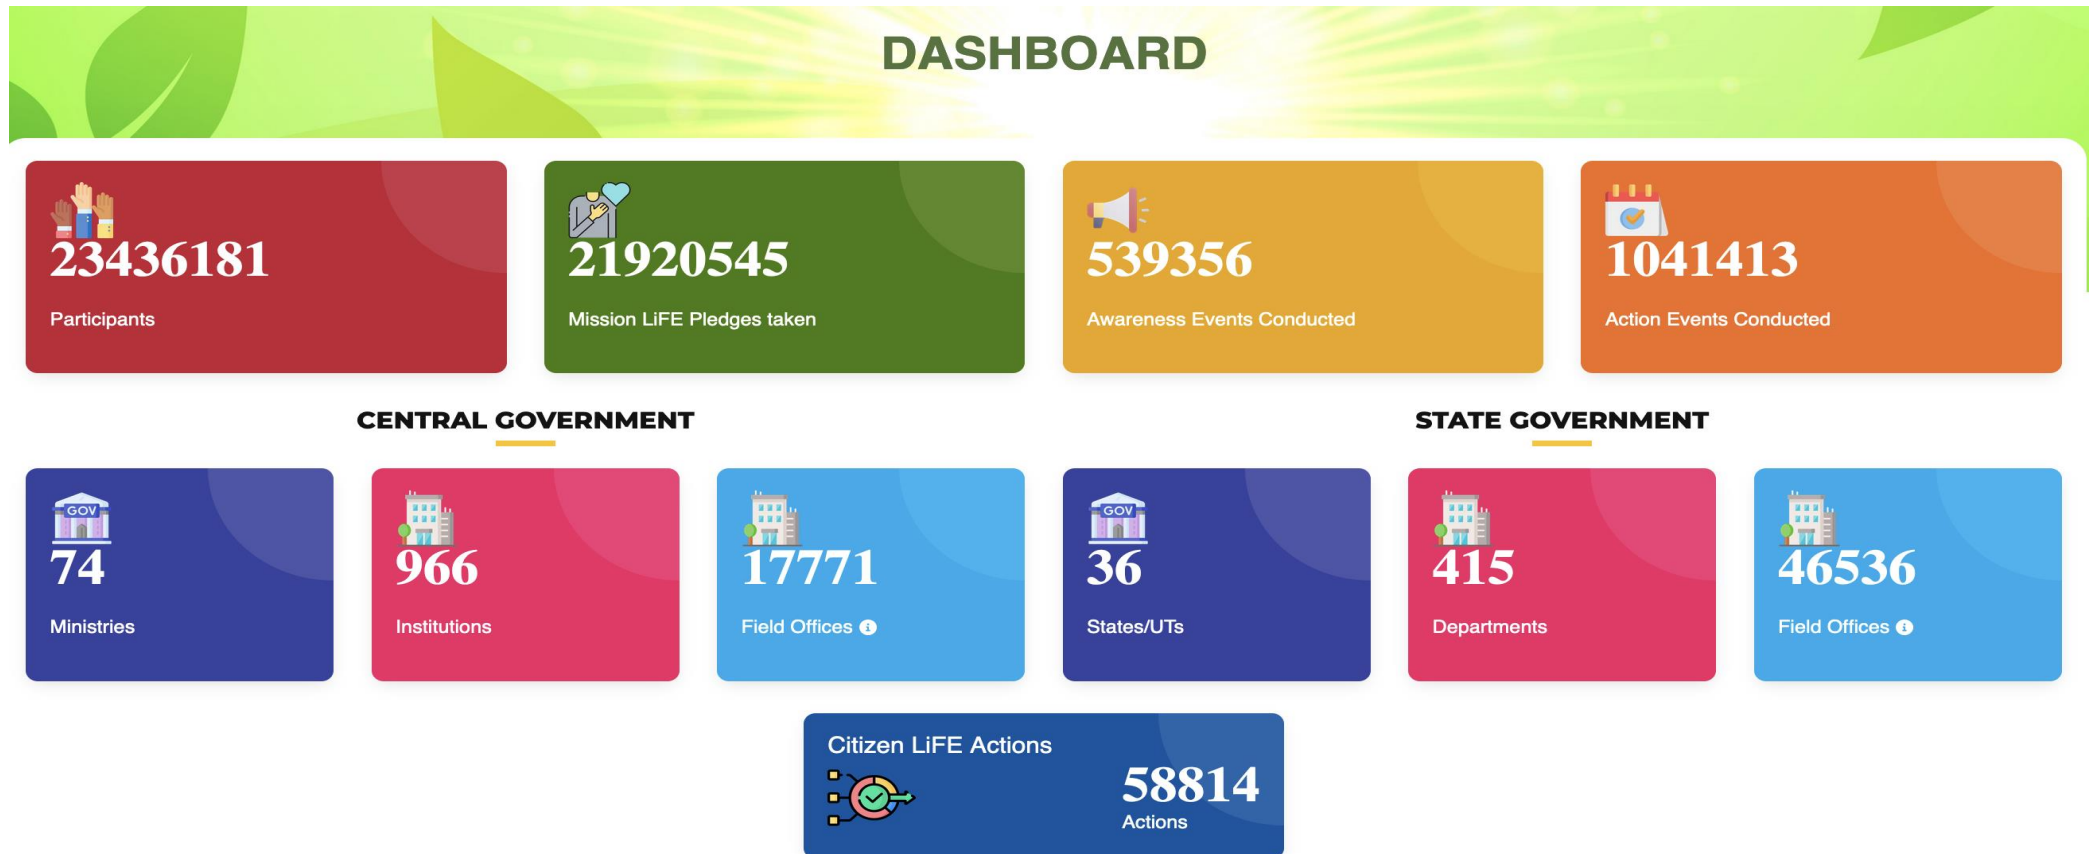 DASHBOARD
23436181
Participants
21920545
Mission LiFE Pledges taken
539356
Awareness Events Conducted
1041413
Action Events Conducted
CENTRAL GOVERNMENT
GOV
74
Ministries
966
Institutions
17771
Field Offices i
STATE GOVERNMENT
GOV
36
States/UTs
415
Departments
46536
Field Offices i
Citizen LiFE Actions
58814
Actions